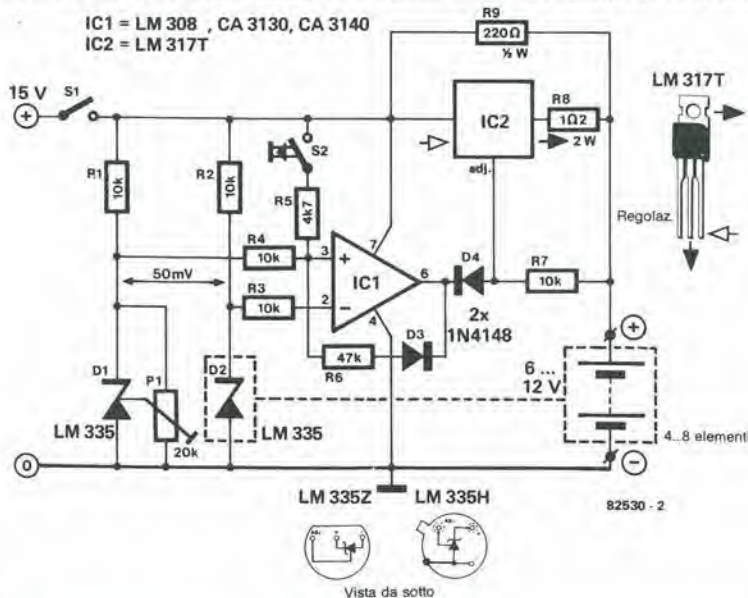 IC1 = LM 308 , CA 3130, CA 3140
IC2 = LM 317T
R9
220Ω
½ W
LM 317T
15 V
S1
+
IC2
R8
1Ω2
2 W
adj.
S2
R1
10k
R2
10k
R5
4k7
Regolaz.
R4
10k
50mV
3
+
7
IC1
6
D4
R7
10k
R3
10k
2
−
4
2x
1N4148
D3
+
R6
47k
D1
P1
D2
6 ...
12 V
LM 335
20k
LM 335
4...8 elementi
0
−
LM 335Z
LM 335H
82530 - 2
Vista da sotto